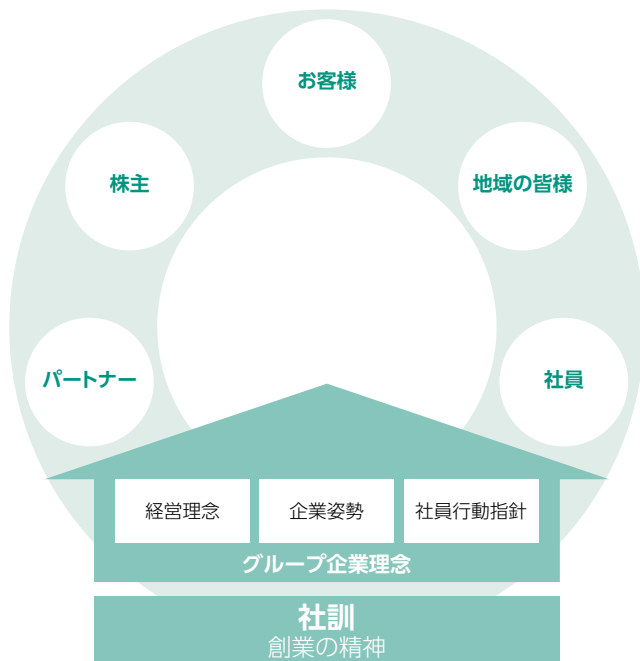 お客様
株主
地域の皆様
パートナー
社員
経営理念
企業姿勢
社員行動指針
グループ企業理念
社訓
創業の精神